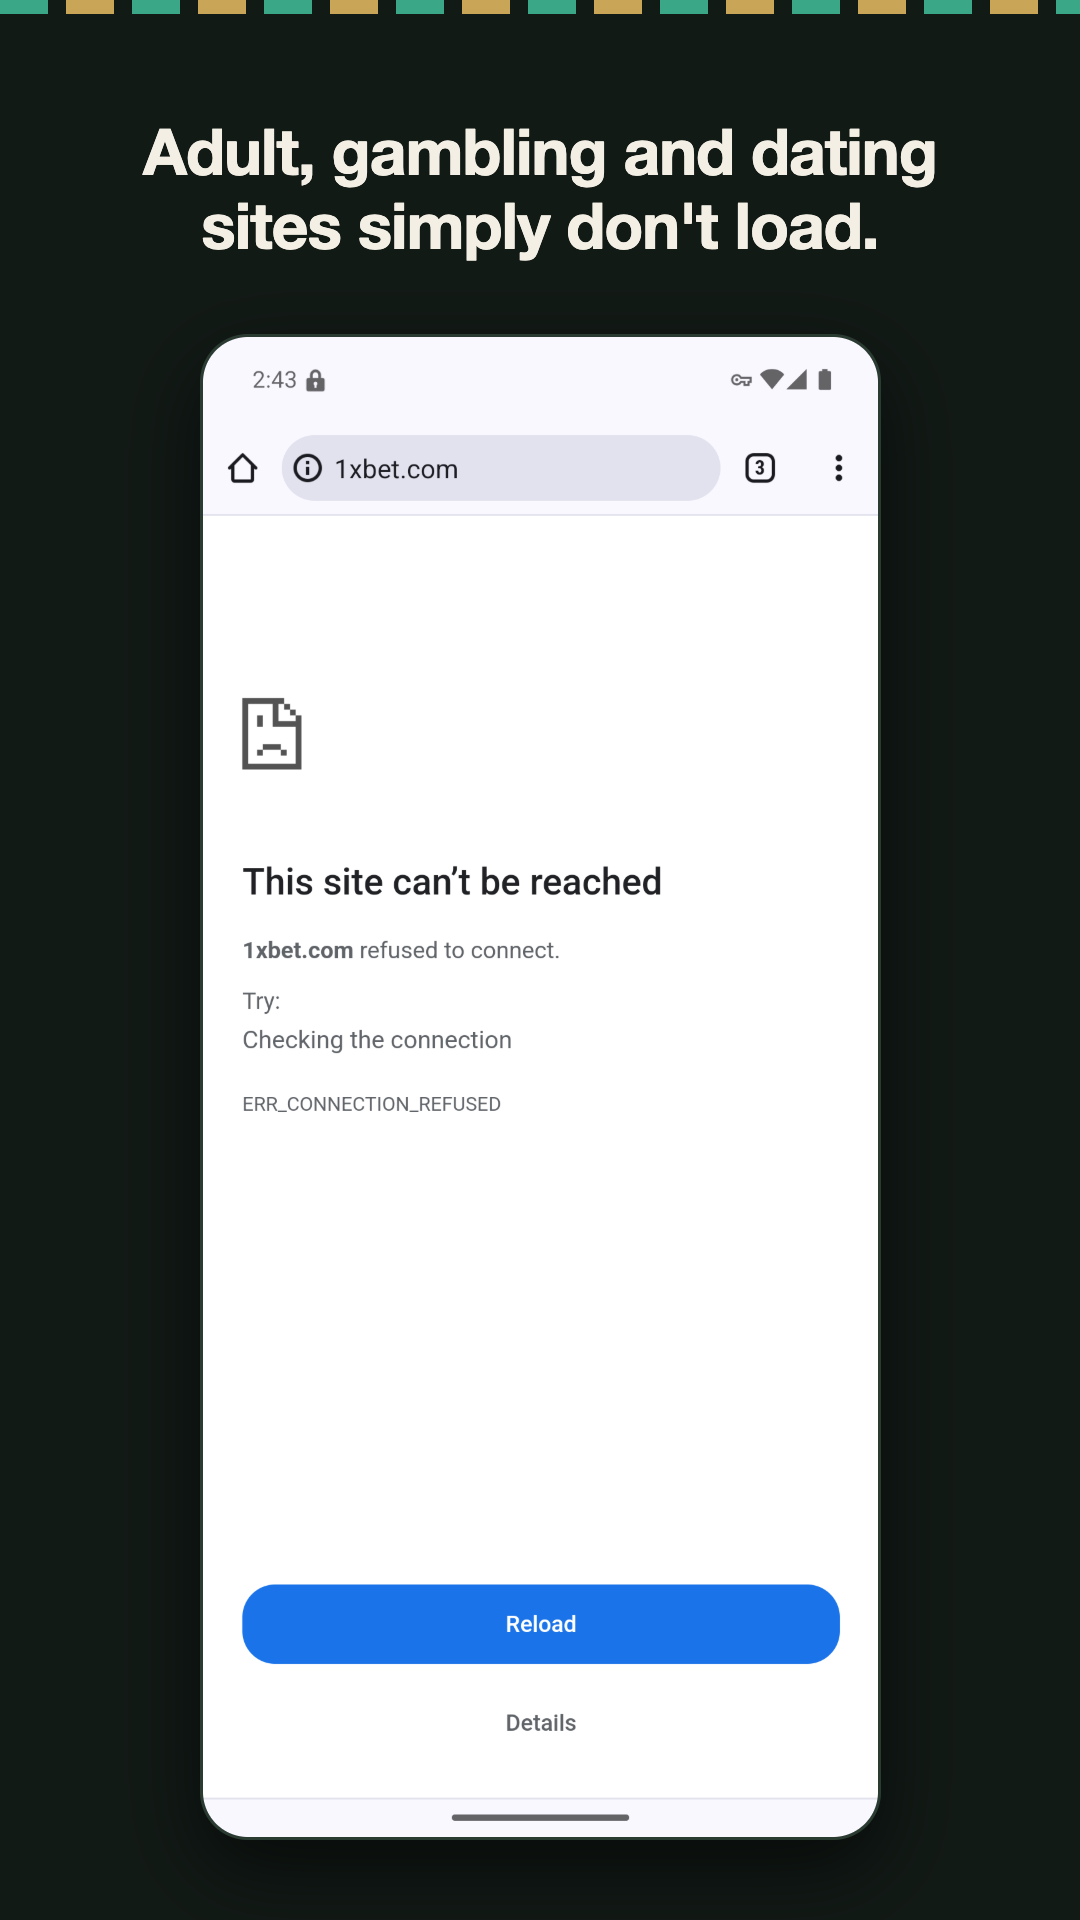 Adult, gambling and dating
sites simply don't load.
2:43
1xbet.com
3
This site can’t be reached
1xbet.com refused to connect.
Try:
Checking the connection
ERR_CONNECTION_REFUSED
Reload
Details